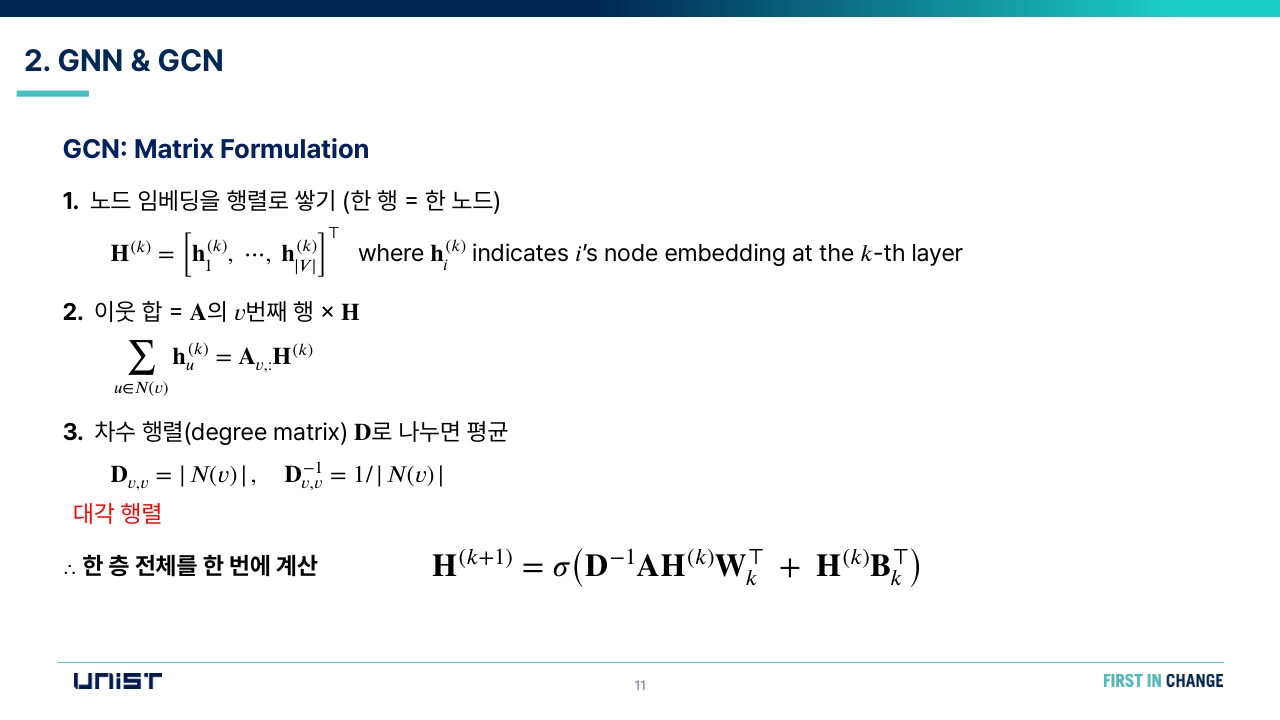 2. GNN & GCN
GCN: Matrix Formulation
1. 노드 임베딩을 행렬로 쌓기 (한 행 = 한 노드)
𝐇^(k) = [𝐡_1^(k), ⋯, 𝐡_|V|^(k)]^⊤ where 𝐡_i^(k) indicates i's node embedding at the k-th layer
2. 이웃 합 = 𝐀의 v번째 행 × 𝐇
∑_{u∈N(v)} 𝐡_u^(k) = 𝐀_{v,:}𝐇^(k)
3. 차수 행렬(degree matrix) 𝐃로 나누면 평균
𝐃_{v,v} = |N(v)|, 𝐃_{v,v}^{−1} = 1/|N(v)|
대각 행렬
∴ 한 층 전체를 한 번에 계산 𝐇^(k+1) = σ(𝐃^{−1}𝐀𝐇^(k)𝐖_k^⊤ + 𝐇^(k)𝐁_k^⊤)
UNIST
11
FIRST IN CHANGE